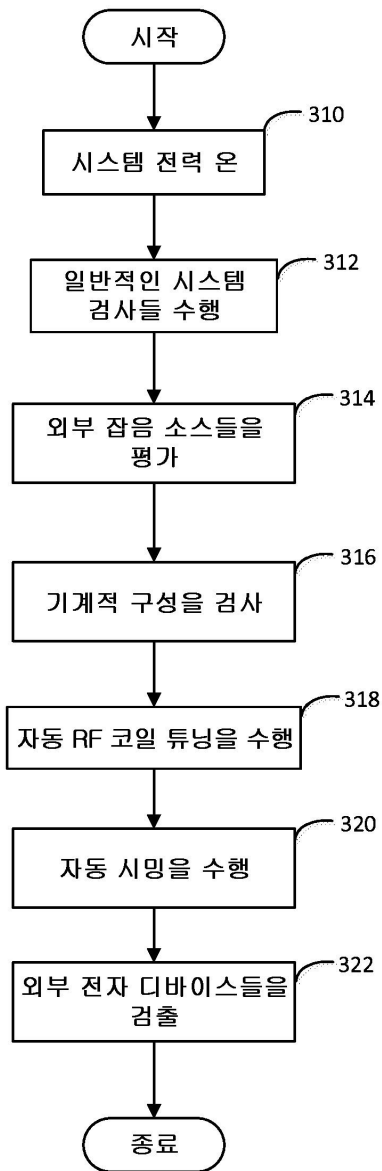 시작
310
시스템 전력 온
312
일반적인 시스템
검사들 수행
314
외부 잡음 소스들을
평가
316
기계적 구성을 검사
318
자동 RF 코일 튜닝을 수행
320
자동 시밍을 수행
322
외부 전자 디바이스들을
검출
종료